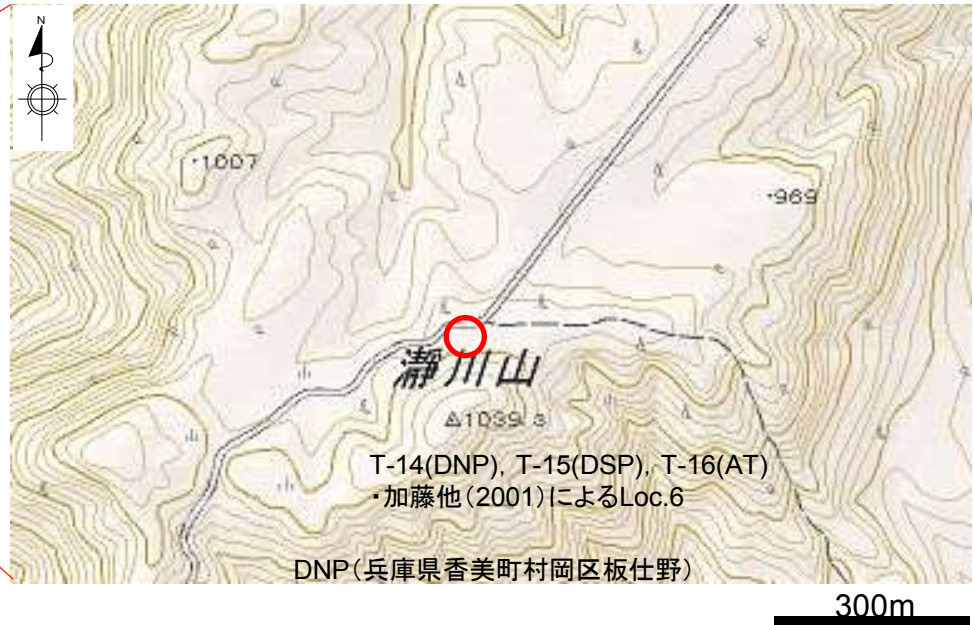 N
・1007
・969
瀞川山
△1039.3
T-14(DNP), T-15(DSP), T-16(AT)
・加藤他(2001)によるLoc.6
DNP(兵庫県香美町村岡区板仕野)
300m